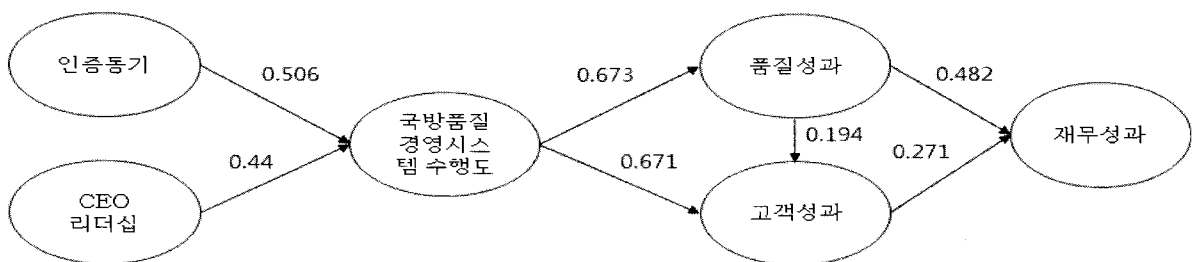 인증동기
0.506
CEO
리더십
0.44
국방품질
경영시스
템 수행도
0.673
0.671
품질성과
0.194
고객성과
0.482
0.271
재무성과